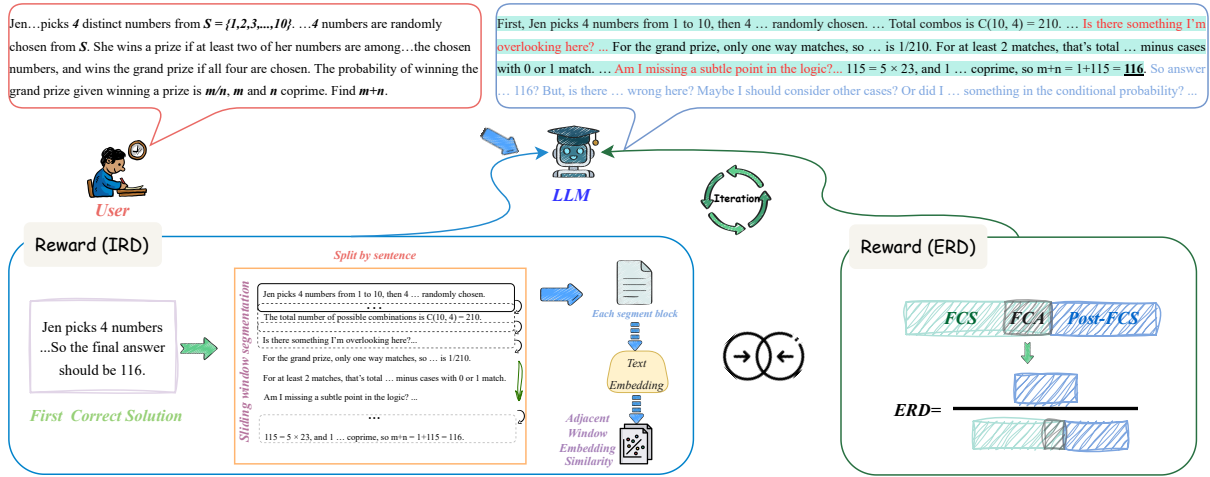 Jen…picks 4 distinct numbers from S = {1,2,3,...,10}. …4 numbers are randomly
chosen from S. She wins a prize if at least two of her numbers are among…the chosen
numbers, and wins the grand prize if all four are chosen. The probability of winning the
grand prize given winning a prize is m/n, m and n coprime. Find m+n.
First, Jen picks 4 numbers from 1 to 10, then 4 … randomly chosen. … Total combos is C(10, 4) = 210. … Is there something I'm
overlooking here? ... For the grand prize, only one way matches, so … is 1/210. For at least 2 matches, that's total … minus cases
with 0 or 1 match. … Am I missing a subtle point in the logic?... 115 = 5 × 23, and 1 … coprime, so m+n = 1+115 = 116. So answer
… 116? But, is there … wrong here? Maybe I should consider other cases? Or did I … something in the conditional probability? ...
User
LLM
Iteration
Reward (IRD)
Jen picks 4 numbers
...So the final answer
should be 116.
First Correct Solution
Sliding window segmentation
Split by sentence
Jen picks 4 numbers from 1 to 10, then 4 … randomly chosen.
...
The total number of possible combinations is C(10, 4) = 210.
Is there something I'm overlooking here?...
For the grand prize, only one way matches, so … is 1/210.
For at least 2 matches, that's total … minus cases with 0 or 1 match.
Am I missing a subtle point in the logic? ...
...
115 = 5 × 23, and 1 … coprime, so m+n = 1+115 = 116.
Each segment block
Text
Embedding
Adjacent
Window
Embedding
Similarity
Reward (ERD)
FCS FCA Post-FCS
ERD=